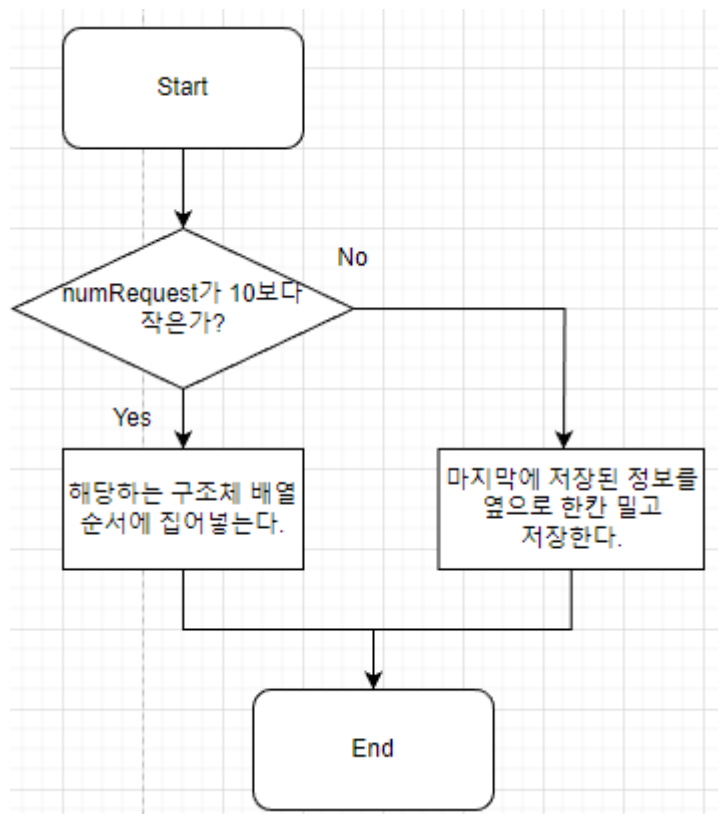 Start
No
numRequest가 10보다
작은가?
Yes
해당하는 구조체 배열
순서에 집어넣는다.
마지막에 저장된 정보를
옆으로 한칸 밀고
저장한다.
End